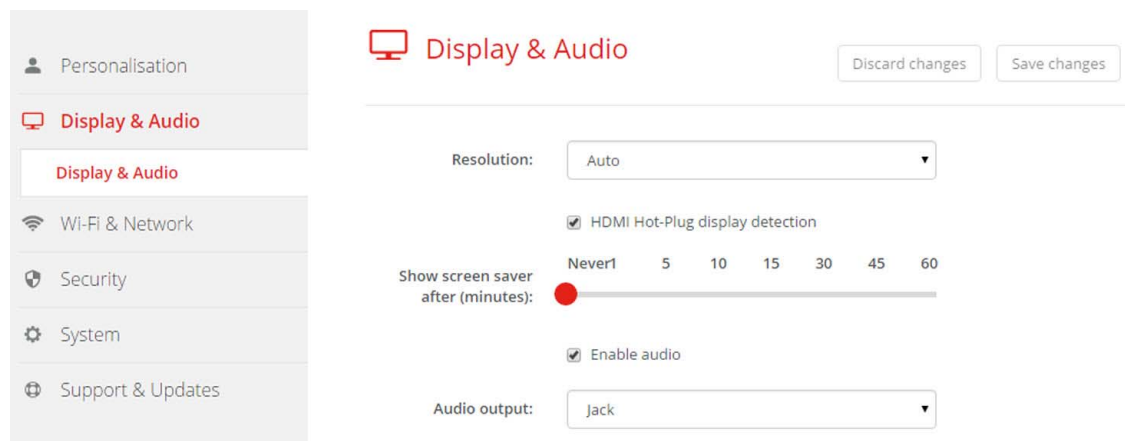 Personalisation
Display & Audio
Display & Audio
Wi-Fi & Network
Security
System
Support & Updates
Display & Audio
Discard changes
Save changes
Resolution:
Auto
HDMI Hot-Plug display detection
Show screen saver
after (minutes):
Never1 5 10 15 30 45 60
Enable audio
Audio output:
Jack